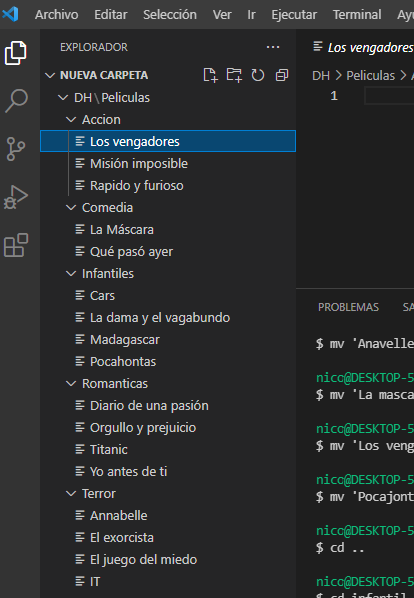 Archivo Editar Selección Ver Ir Ejecutar Terminal Ay
EXPLORADOR ···
NUEVA CARPETA
DH\Peliculas
Accion
Los vengadores
Misión imposible
Rapido y furioso
Comedia
La Máscara
Qué pasó ayer
Infantiles
Cars
La dama y el vagabundo
Madagascar
Pocahontas
Romanticas
Diario de una pasión
Orgullo y prejuicio
Titanic
Yo antes de ti
Terror
Annabelle
El exorcista
El juego del miedo
IT
Los vengadores
DH > Peliculas >
1
PROBLEMAS SA
$ mv 'Anavelle
nico@DESKTOP-5
$ mv 'La masca
nico@DESKTOP-5
$ mv 'Los veng
nico@DESKTOP-5
$ mv 'Pocajont
nico@DESKTOP-5
$ cd ..
nico@DESKTOP-5
$ cd infantil